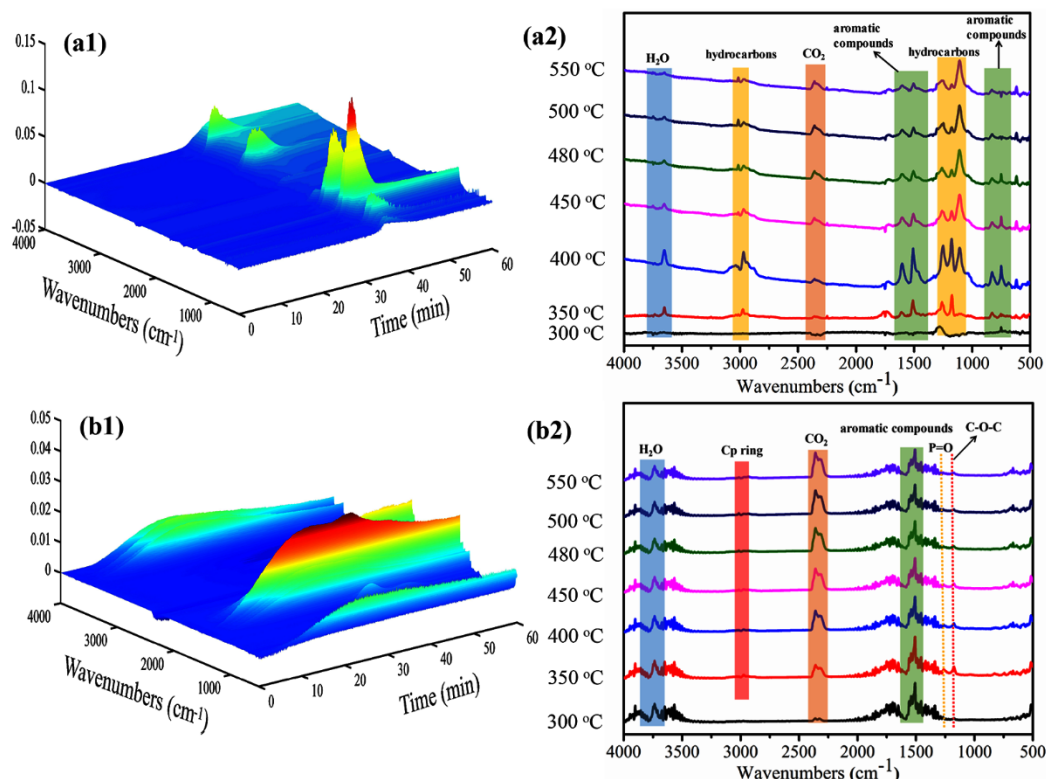 (a1)
0.15
0.10
0.05
0
-0.05
4000
3000
2000
1000
Wavenumbers (cm-1)
0
10
20
30
40
50
60
Time (min)
(a2)
H2O
hydrocarbons
CO2
aromatic
compounds
hydrocarbons
aromatic
compounds
550 °C
500 °C
480 °C
450 °C
400 °C
350 °C
300 °C
4000 3500 3000 2500 2000 1500 1000 500
Wavenumbers (cm-1)
(b1)
0.05
0.04
0.03
0.02
0.01
0
4000
3000
2000
1000
Wavenumbers (cm-1)
0
10
20
30
40
50
60
Time (min)
(b2)
H2O
Cp ring
CO2
aromatic compounds
P=O
C-O-C
550 °C
500 °C
480 °C
450 °C
400 °C
350 °C
300 °C
4000 3500 3000 2500 2000 1500 1000 500
Wavenumbers (cm-1)